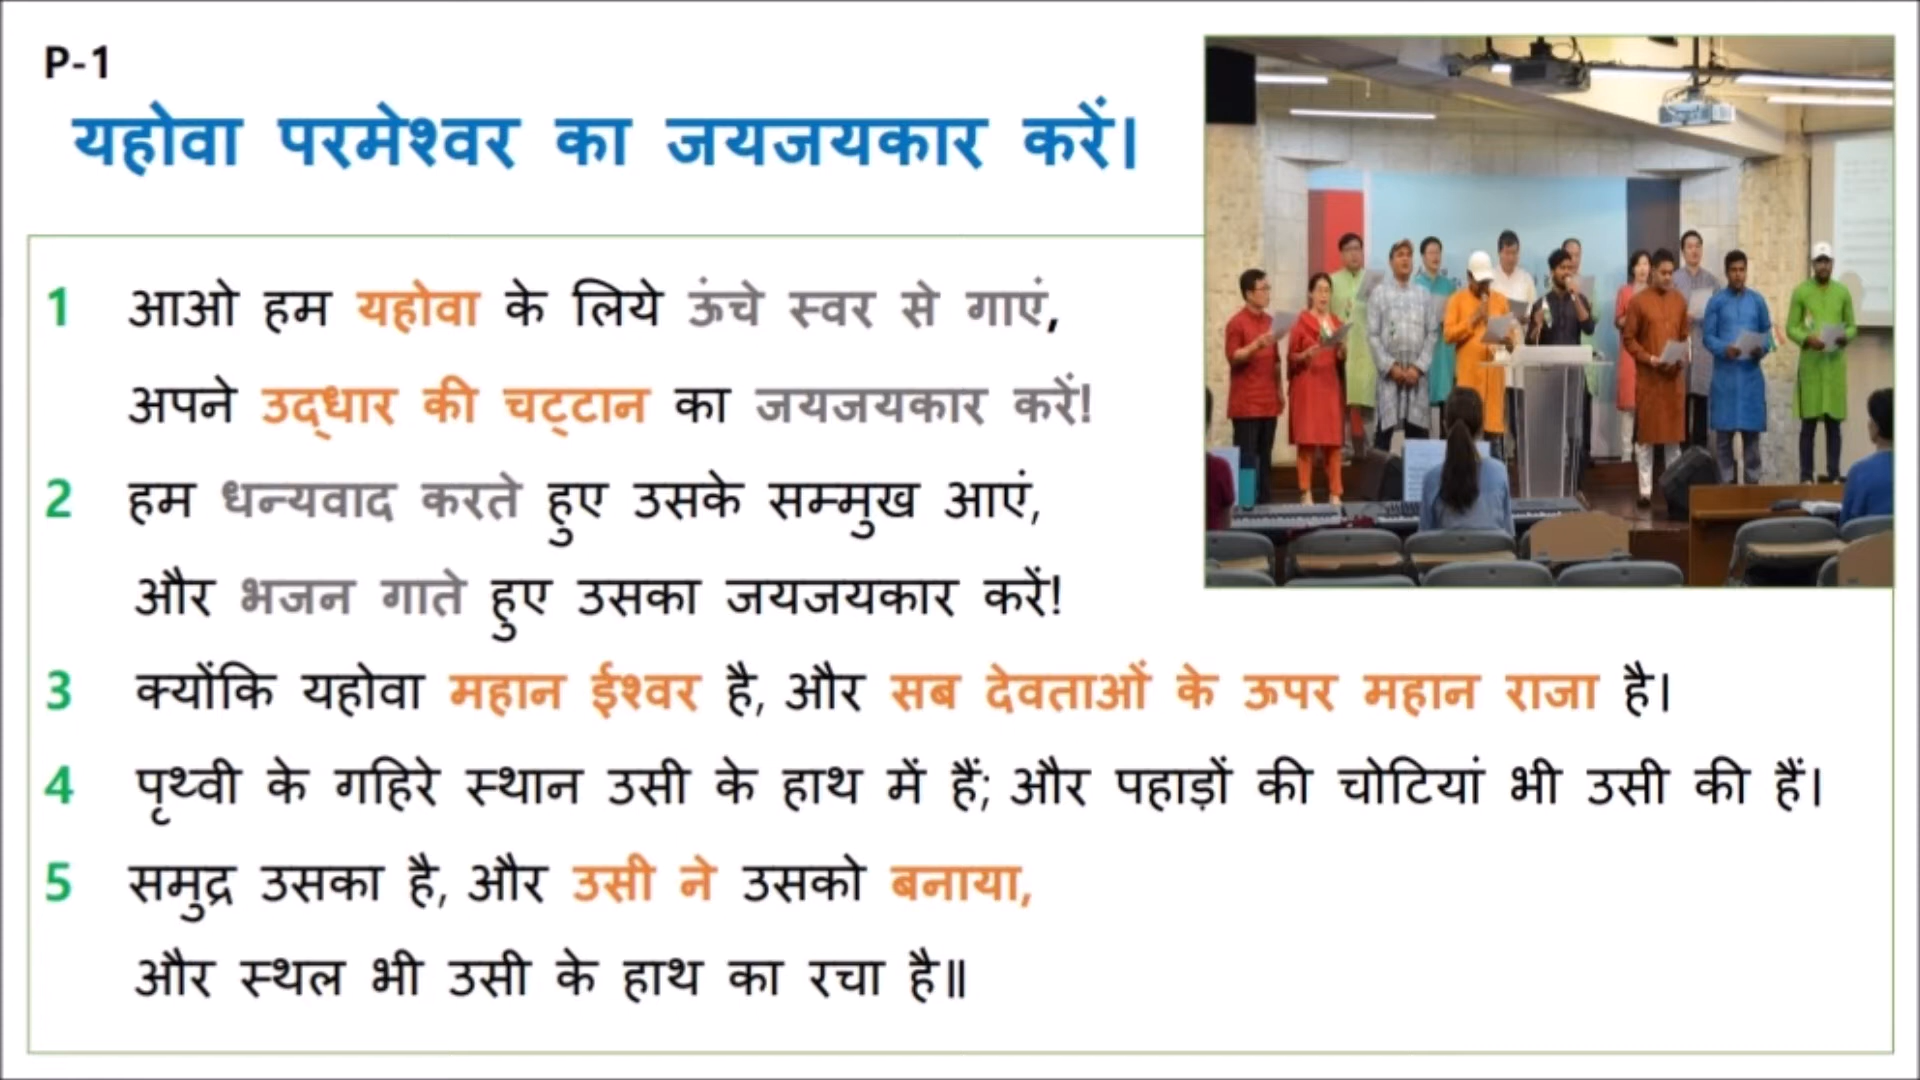 P-1
यहोवा परमेश्वर का जयजयकार करें।
1 आओ हम यहोवा के लिये ऊंचे स्वर से गाएं,
अपने उद्धार की चट्टान का जयजयकार करें!
2 हम धन्यवाद करते हुए उसके सम्मुख आएं,
और भजन गाते हुए उसका जयजयकार करें!
3 क्योंकि यहोवा महान ईश्वर है, और सब देवताओं के ऊपर महान राजा है।
4 पृथ्वी के गहिरे स्थान उसी के हाथ में हैं; और पहाड़ों की चोटियां भी उसी की हैं।
5 समुद्र उसका है, और उसी ने उसको बनाया,
और स्थल भी उसी के हाथ का रचा है॥